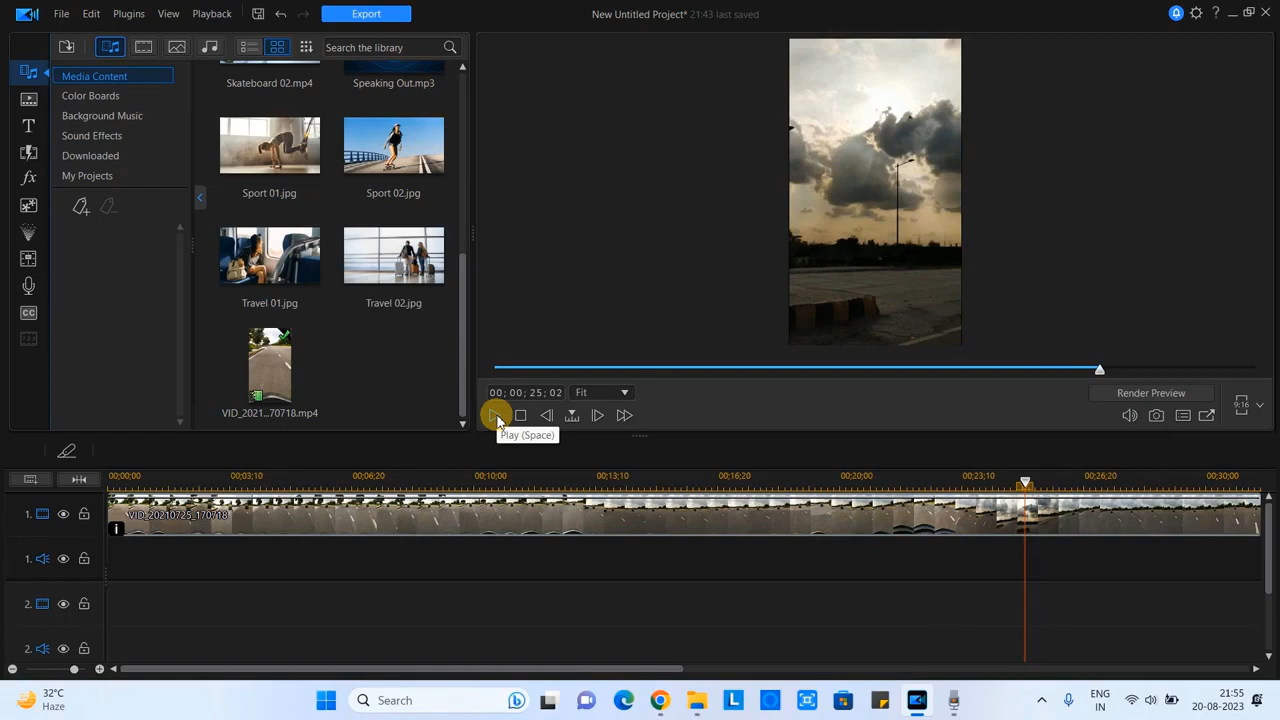 File Edit Plugins View Playback Export New Untitled Project* 21:43 last saved
Search the library
Media Content
Color Boards
Background Music
Sound Effects
Downloaded
My Projects
Skateboard 02.mp4 Speaking Out.mp3
Sport 01.jpg Sport 02.jpg
Travel 01.jpg Travel 02.jpg
VID_2021...70718.mp4
00; 00; 25; 02 Fit Render Preview 9:16
Play (Space)
00;00;00 00;03;10 00;06;20 00;10;00 00;13;10 00;16;20 00;20;00 00;23;10 00;26;20 00;30;00
1. VID_20210725_170718
i
1.
2.
2.
T
fx
CC
32°C
Haze
Search
L
ENG
IN
21:55
20-08-2023